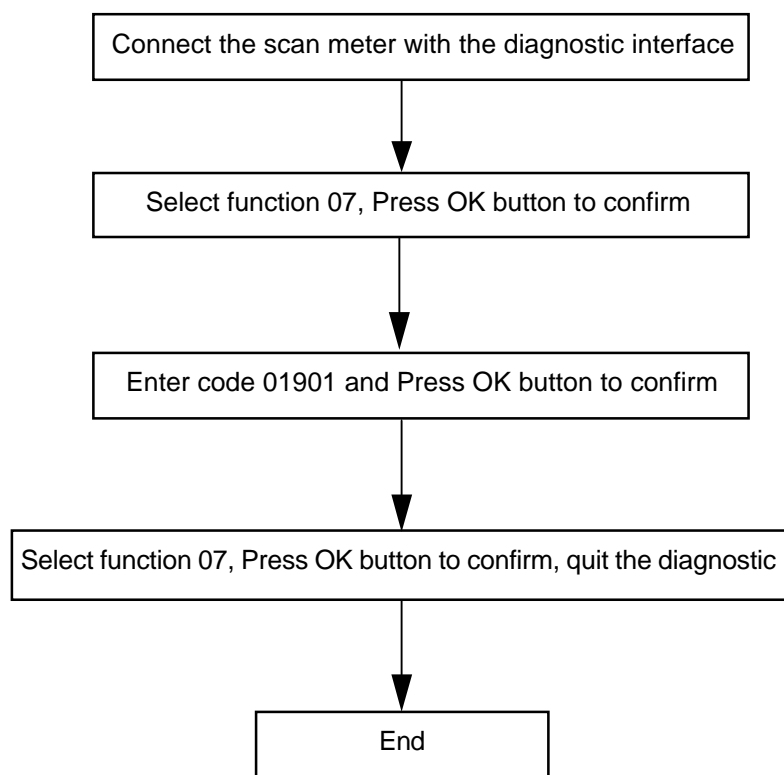 Connect the scan meter with the diagnostic interface
Select function 07, Press OK button to confirm
Enter code 01901 and Press OK button to confirm
Select function 07, Press OK button to confirm, quit the diagnostic
End